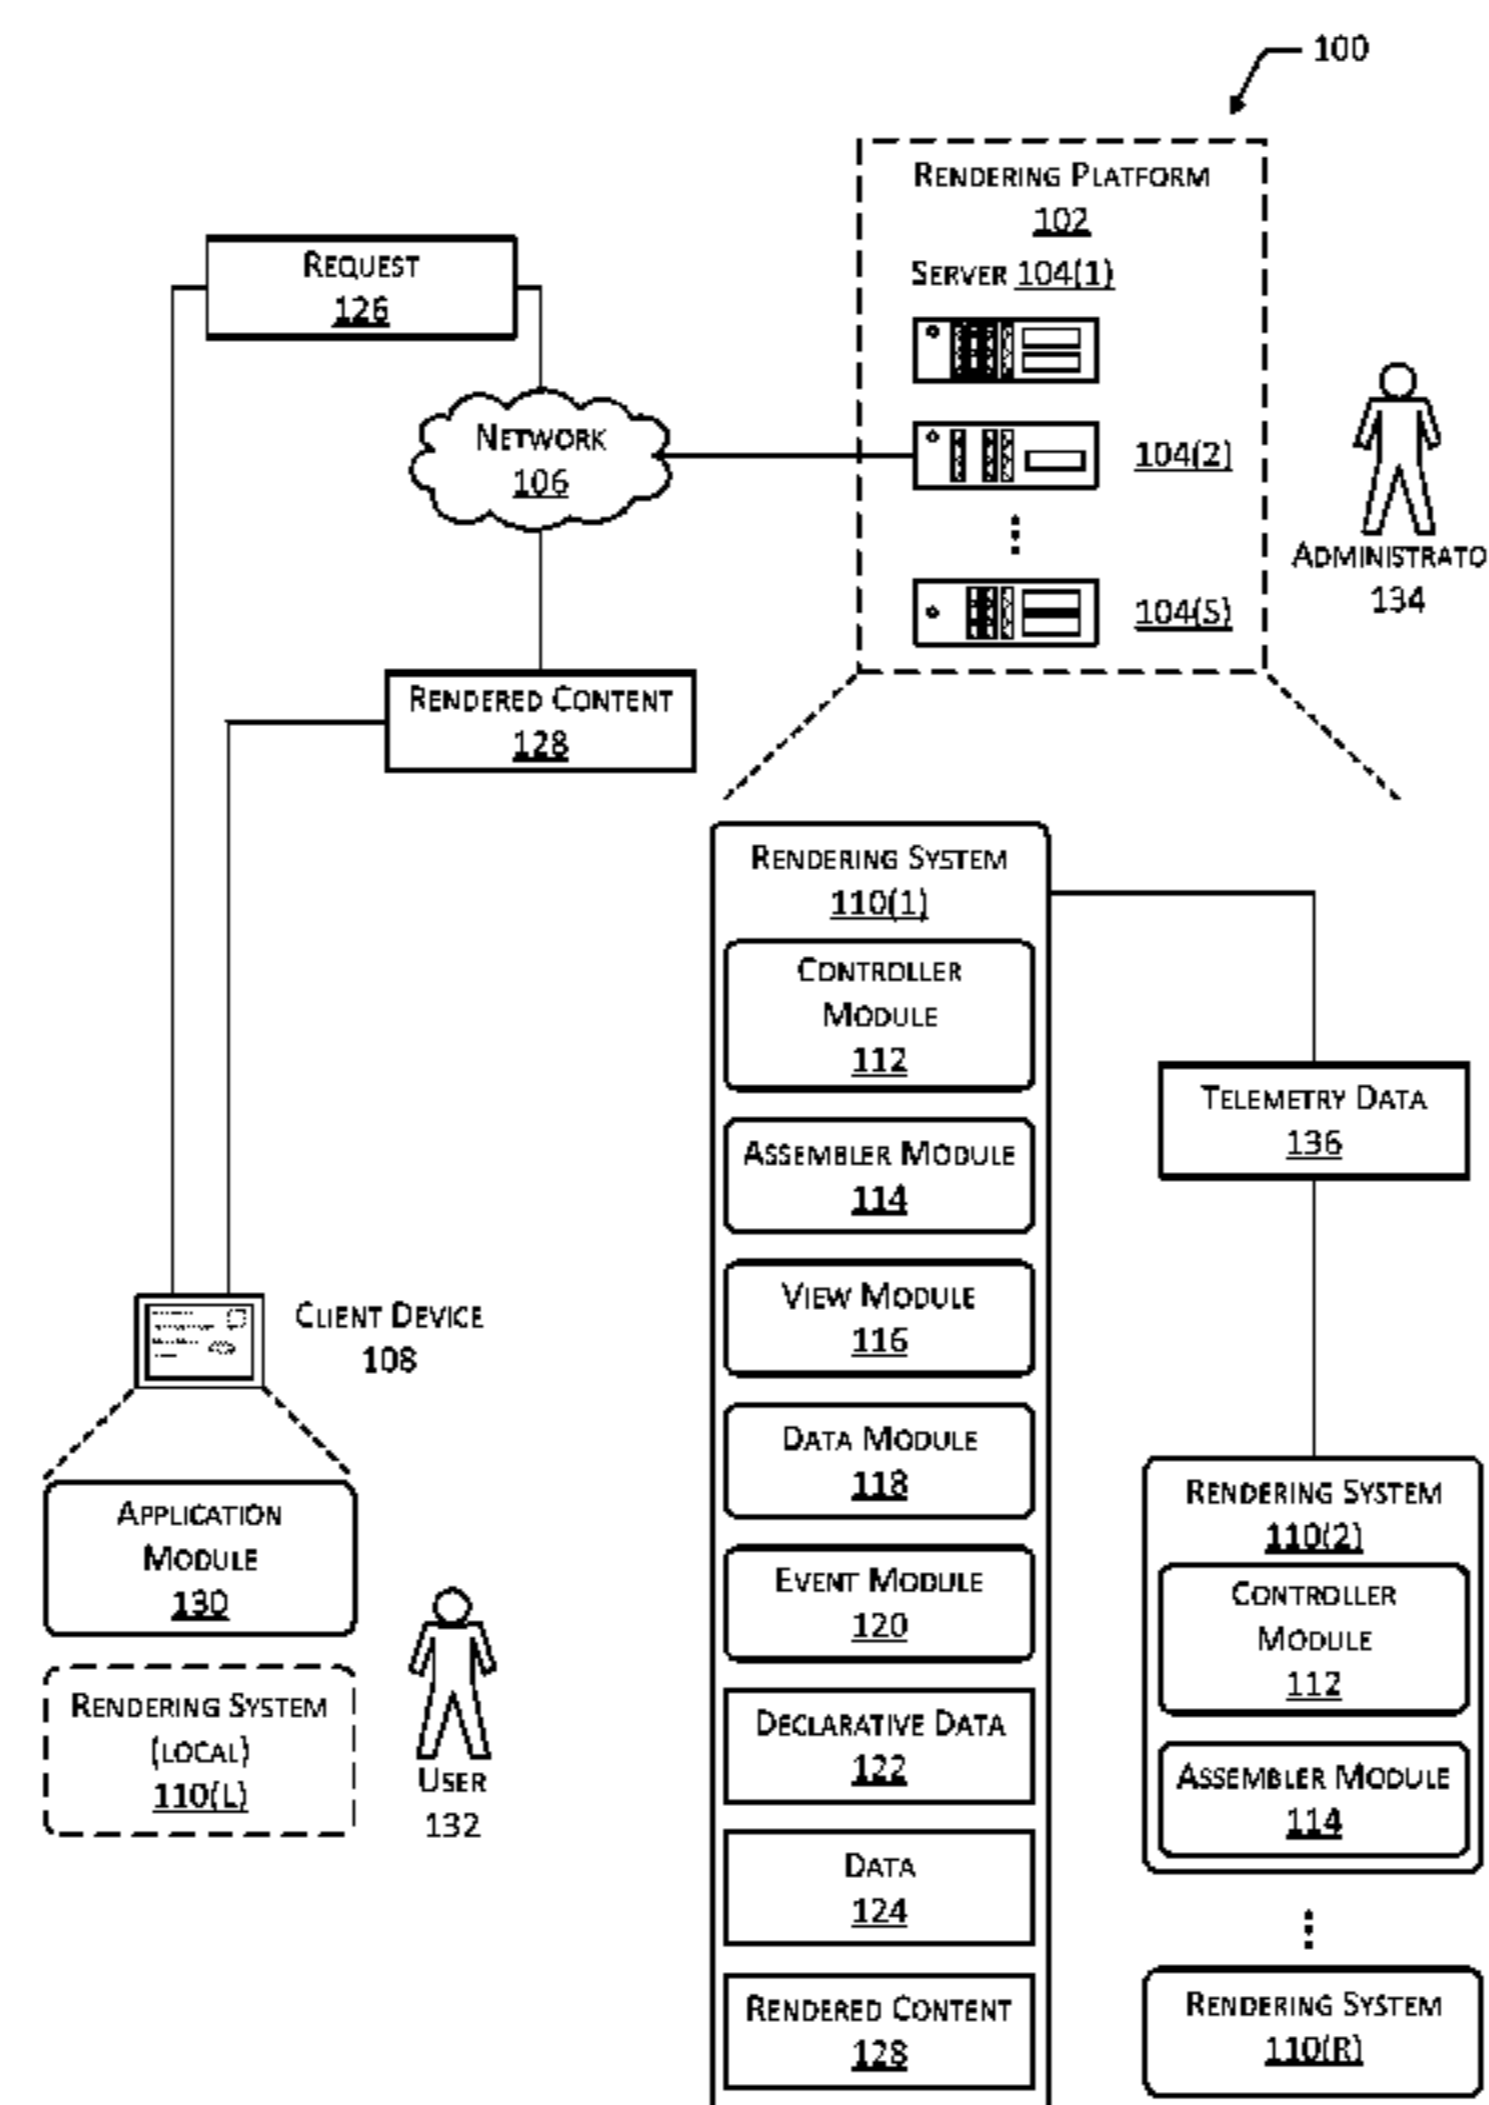 100
RENDERING PLATFORM
102
SERVER 104(1)
104(2)
104(S)
ADMINISTRATO
134
REQUEST
126
NETWORK
106
RENDERED CONTENT
128
RENDERING SYSTEM
110(1)
CONTROLLER
MODULE
112
ASSEMBLER MODULE
114
VIEW MODULE
116
DATA MODULE
118
EVENT MODULE
120
DECLARATIVE DATA
122
DATA
124
RENDERED CONTENT
128
TELEMETRY DATA
136
RENDERING SYSTEM
110(2)
CONTROLLER
MODULE
112
ASSEMBLER MODULE
114
RENDERING SYSTEM
110(R)
CLIENT DEVICE
108
APPLICATION
MODULE
130
RENDERING SYSTEM
(LOCAL)
110(L)
USER
132